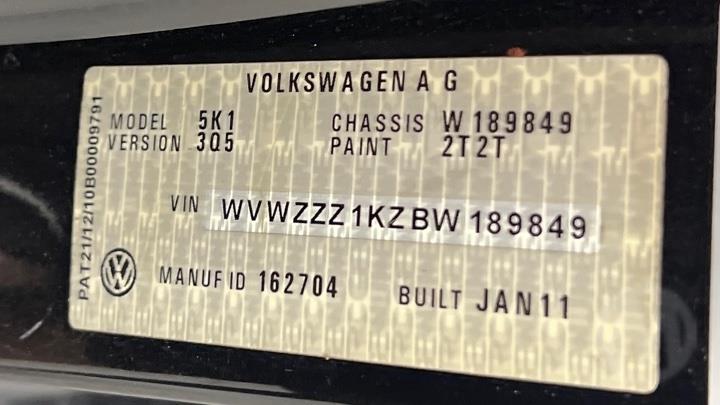 VOLKSWAGEN A G
MODEL 5K1 CHASSIS W 189849
VERSION 3Q5 PAINT 2T2T
VIN WVWZZZ1KZBW189849
MANUF ID 162704 BUILT JAN11
PAT21/12/10B00009791